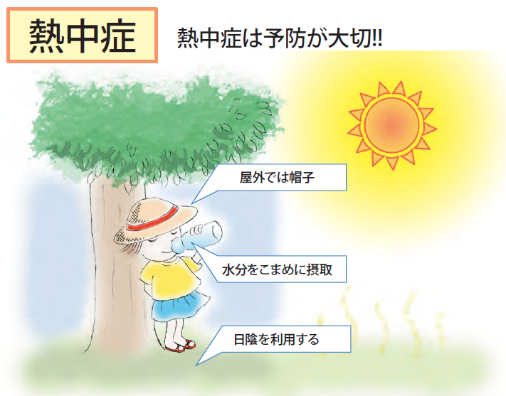 熱中症
熱中症は予防が大切!!
屋外では帽子
水分をこまめに摂取
日陰を利用する